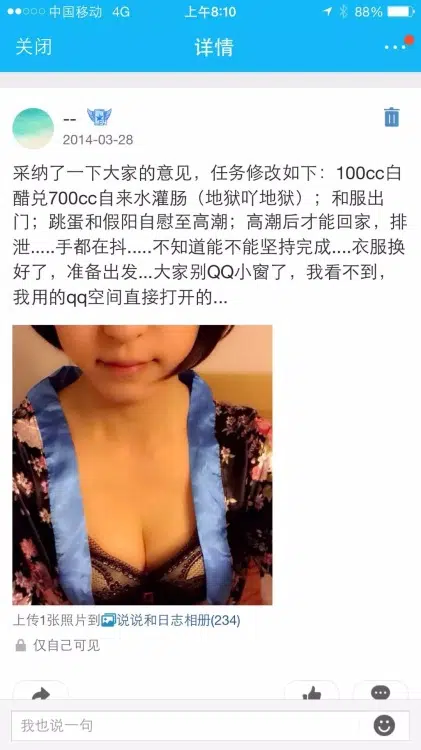 中国移动 4G 上午8:10 88%
关闭 详情
--
2014-03-28
采纳了一下大家的意见，任务修改如下：100cc白
醋兑700cc自来水灌肠（地狱吖地狱）；和服出
门；跳蛋和假阳自慰至高潮；高潮后才能回家，排
泄.....手都在抖.....不知道能不能坚持完成....衣服换
好了，准备出发...大家别QQ小窗了，我看不到，
我用的qq空间直接打开的...
上传1张照片到说说和日志相册(234)
仅自己可见
我也说一句